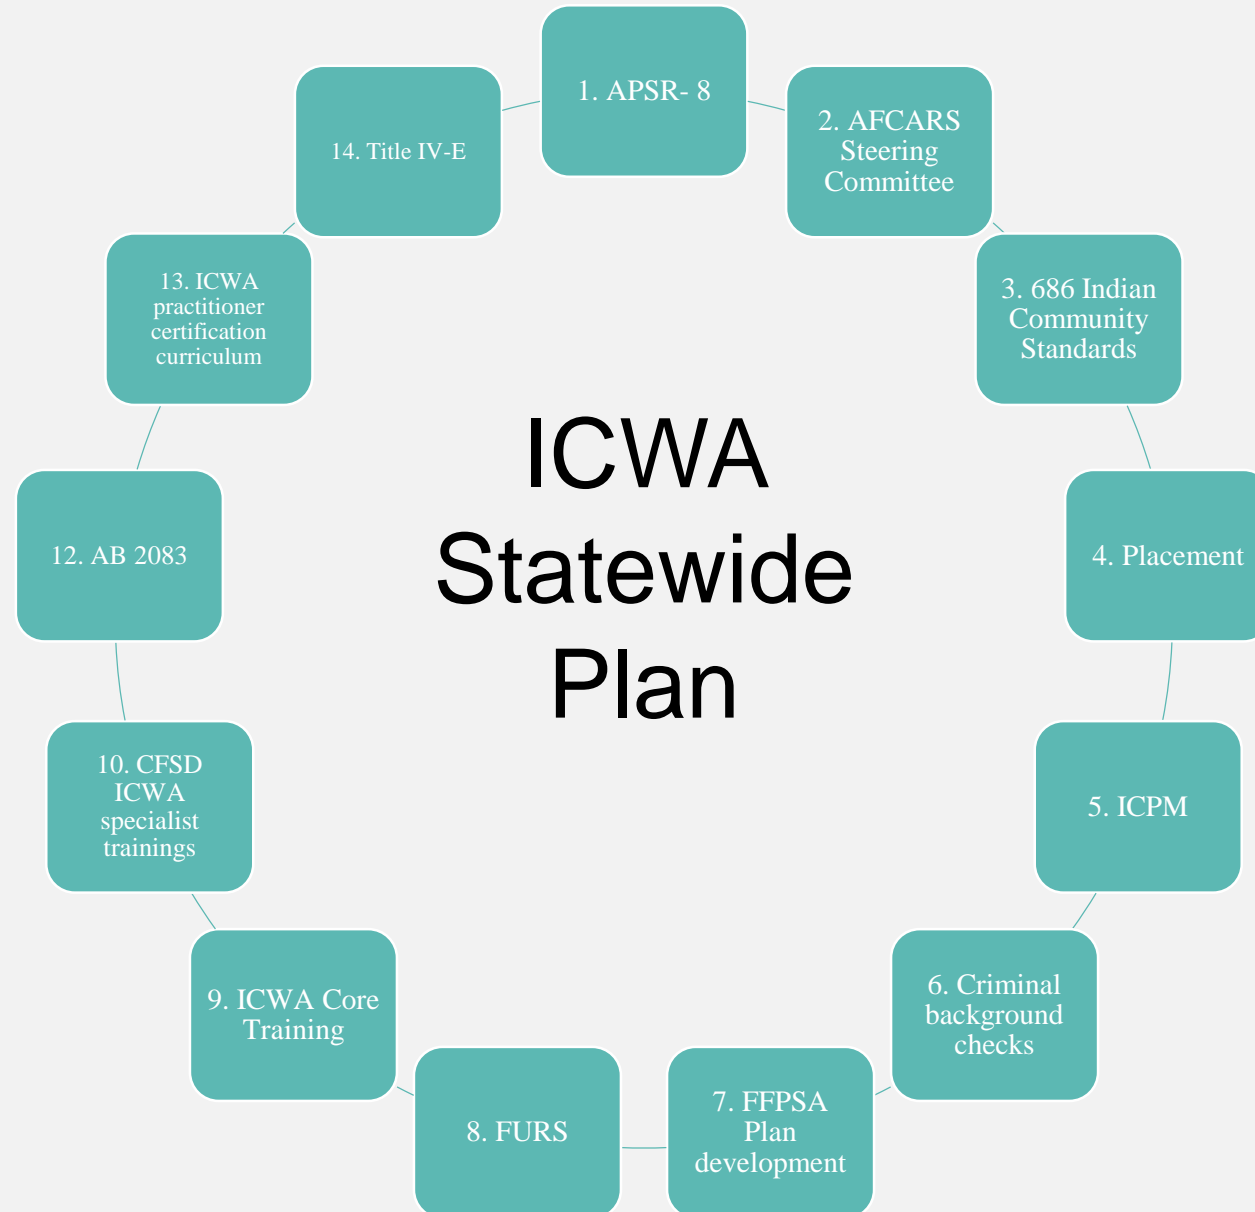 1. APSR- 8
2. AFCARS
Steering
Committee
3. 686 Indian
Community
Standards
4. Placement
5. ICPM
6. Criminal
background
checks
7. FFPSA
Plan
development
8. FURS
9. ICWA Core
Training
10. CFSD
ICWA
specialist
trainings
12. AB 2083
13. ICWA
practitioner
certification
curriculum
14. Title IV-E
ICWA
Statewide
Plan